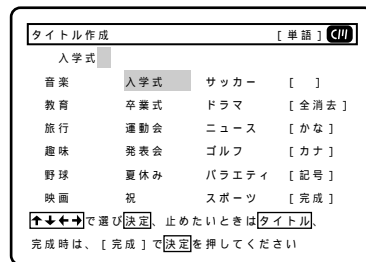 タイトル作成 [単語] CM
入学式
音楽 入学式 サッカー [ ]
教育 卒業式 ドラマ [全消去]
旅行 運動会 ニュース [かな]
趣味 発表会 ゴルフ [カナ]
野球 夏休み バラエティ [記号]
映画 祝 スポーツ [完成]
↑↓←→で選び決定、止めたいときはタイトル、
完成時は、[完成]で決定を押してください